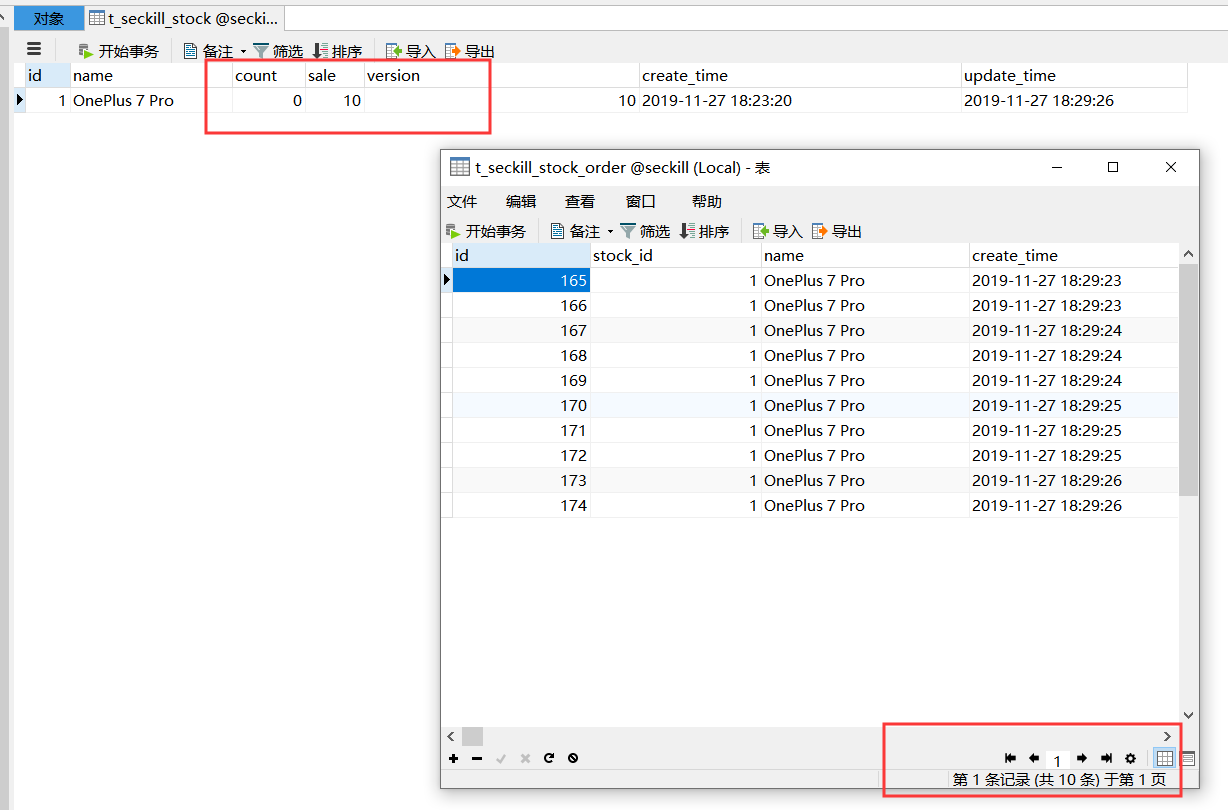 对象 t_seckill_stock @secki...
开始事务 备注 筛选 排序 导入 导出
id name count sale version create_time update_time
1 OnePlus 7 Pro 0 10 10 2019-11-27 18:23:20 2019-11-27 18:29:26
t_seckill_stock_order @seckill (Local) - 表
文件 编辑 查看 窗口 帮助
开始事务 备注 筛选 排序 导入 导出
id stock_id name create_time
165 1 OnePlus 7 Pro 2019-11-27 18:29:23
166 1 OnePlus 7 Pro 2019-11-27 18:29:23
167 1 OnePlus 7 Pro 2019-11-27 18:29:24
168 1 OnePlus 7 Pro 2019-11-27 18:29:24
169 1 OnePlus 7 Pro 2019-11-27 18:29:24
170 1 OnePlus 7 Pro 2019-11-27 18:29:25
171 1 OnePlus 7 Pro 2019-11-27 18:29:25
172 1 OnePlus 7 Pro 2019-11-27 18:29:25
173 1 OnePlus 7 Pro 2019-11-27 18:29:26
174 1 OnePlus 7 Pro 2019-11-27 18:29:26
1
第 1 条记录 (共 10 条) 于第 1 页